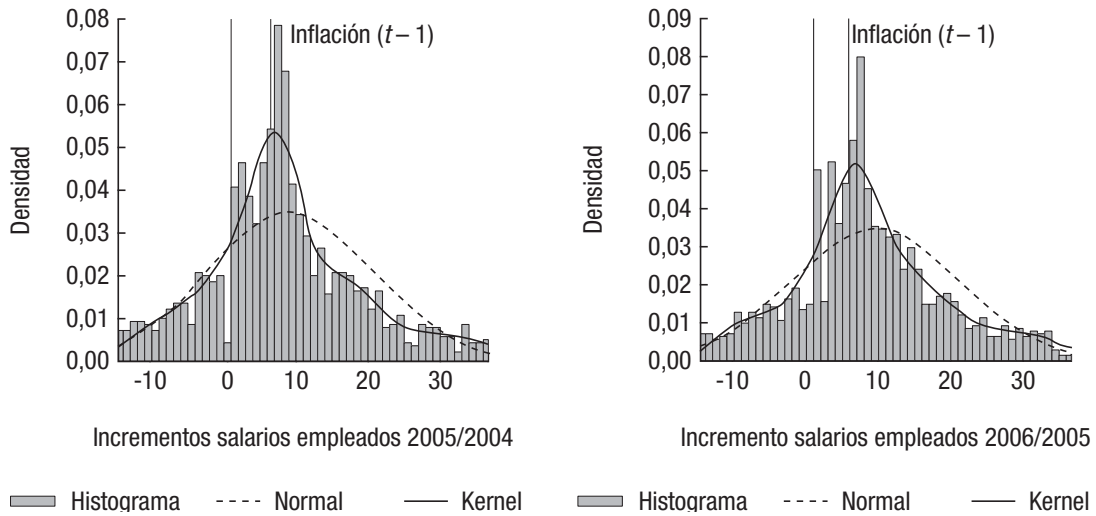 0,08
0,07
0,06
0,05
0,04
0,03
0,02
0,01
0,00
Densidad
Inflación (t – 1)
-10 0 10 20 30
Incrementos salarios empleados 2005/2004
Histograma Normal Kernel
0,09
0,08
0,07
0,06
0,05
0,04
0,03
0,02
0,01
0,00
Densidad
Inflación (t – 1)
-10 0 10 20 30
Incremento salarios empleados 2006/2005
Histograma Normal Kernel